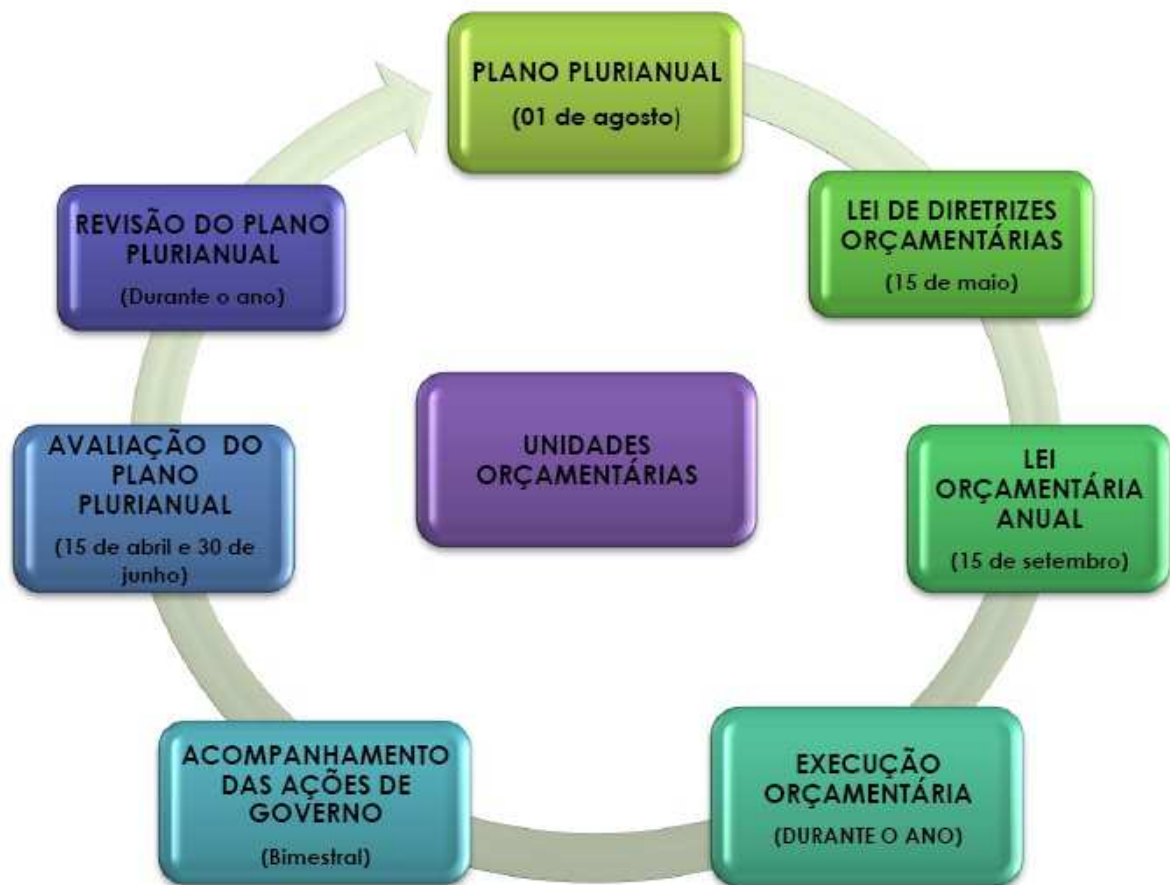 PLANO PLURIANUAL
(01 de agosto)
LEI DE DIRETRIZES
ORÇAMENTÁRIAS
(15 de maio)
LEI
ORÇAMENTÁRIA
ANUAL
(15 de setembro)
EXECUÇÃO
ORÇAMENTÁRIA
(DURANTE O ANO)
ACOMPANHAMENTO
DAS AÇÕES DE
GOVERNO
(Bimestral)
AVALIAÇÃO DO
PLANO
PLURIANUAL
(15 de abril e 30 de
junho)
REVISÃO DO PLANO
PLURIANUAL
(Durante o ano)
UNIDADES
ORÇAMENTÁRIAS